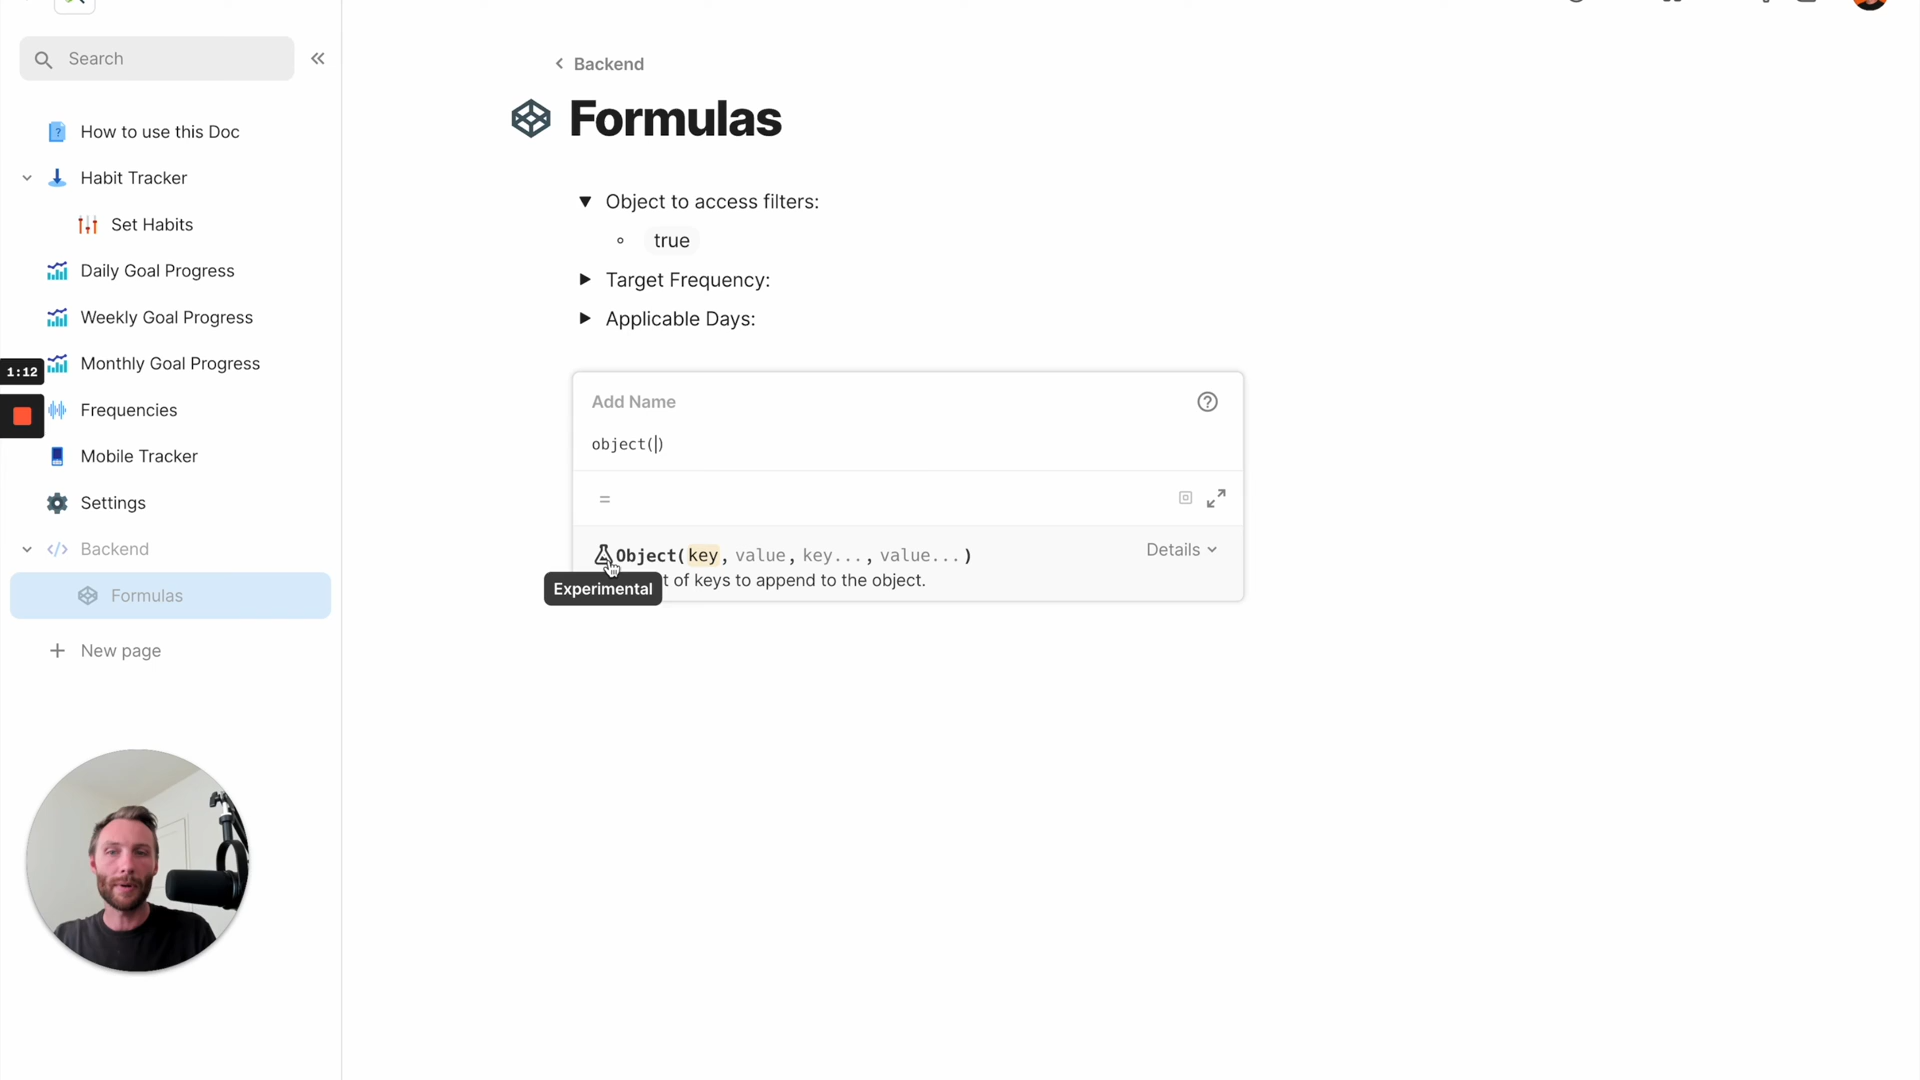 Search
How to use this Doc
Habit Tracker
Set Habits
Daily Goal Progress
Weekly Goal Progress
Monthly Goal Progress
1:12
Frequencies
Mobile Tracker
Settings
Backend
Formulas
New page
Backend
Formulas
Object to access filters:
true
Target Frequency:
Applicable Days:
Add Name
object()
=
Object(key, value, key..., value...)
Details
t of keys to append to the object.
Experimental